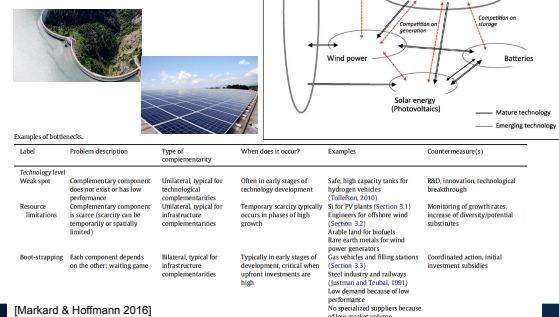 Competition on
generation
Competition on
storage
Wind power
Batteries
Solar energy
(Photovoltaics)
Mature technology
Emerging technology
Examples of bottlenecks.
Label Problem description Type of complementarity When does it occur? Examples Countermeasure(s)
Technology level
Weak spot Complementary component does not exist or has low performance Unilateral, typical for technological complementarities Often in early stages of technology development Safe, high capacity tanks for hydrogen vehicles (Tollefson, 2010) R&D, innovation, technological breakthrough
Resource limitations Complementary component is scarce (scarcity can be temporarily or spatially limited) Unilateral, typical for infrastructure complementarities Temporary scarcity typically occurs in phases of high growth Si for PV plants (Section 3.1) Engineers for offshore wind (Section 3.2) Arable land for biofuels Rare earth metals for wind power generators Monitoring of growth rates, increase of diversity/potential substitutes
Boot-strapping Each component depends on the other; waiting game Bilateral, typical for infrastructure complementarities Typically in early stages of development, critical when upfront investments are high Gas vehicles and filling stations (Section 3.3) Steel industry and railways (Justman and Teubal, 1991) Low demand because of low performance No specialized suppliers because of low market volume Coordinated action, initial investment subsidies
[Markard & Hoffmann 2016]